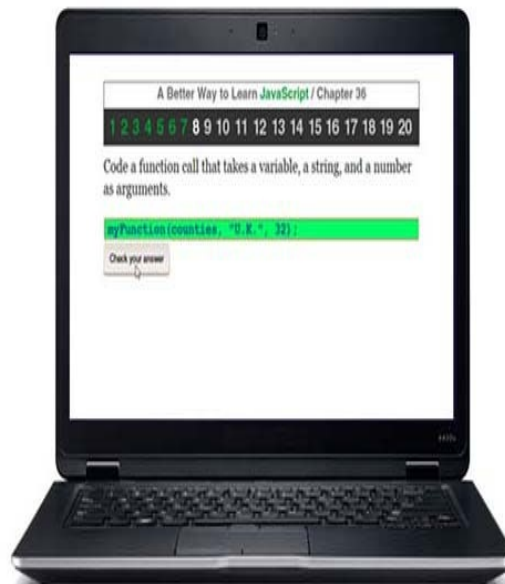 A Better Way to Learn JavaScript / Chapter 36
1 2 3 4 5 6 7 8 9 10 11 12 13 14 15 16 17 18 19 20
Code a function call that takes a variable, a string, and a number
as arguments.
myFunction(counties, "U.K.", 32);
Check your answer